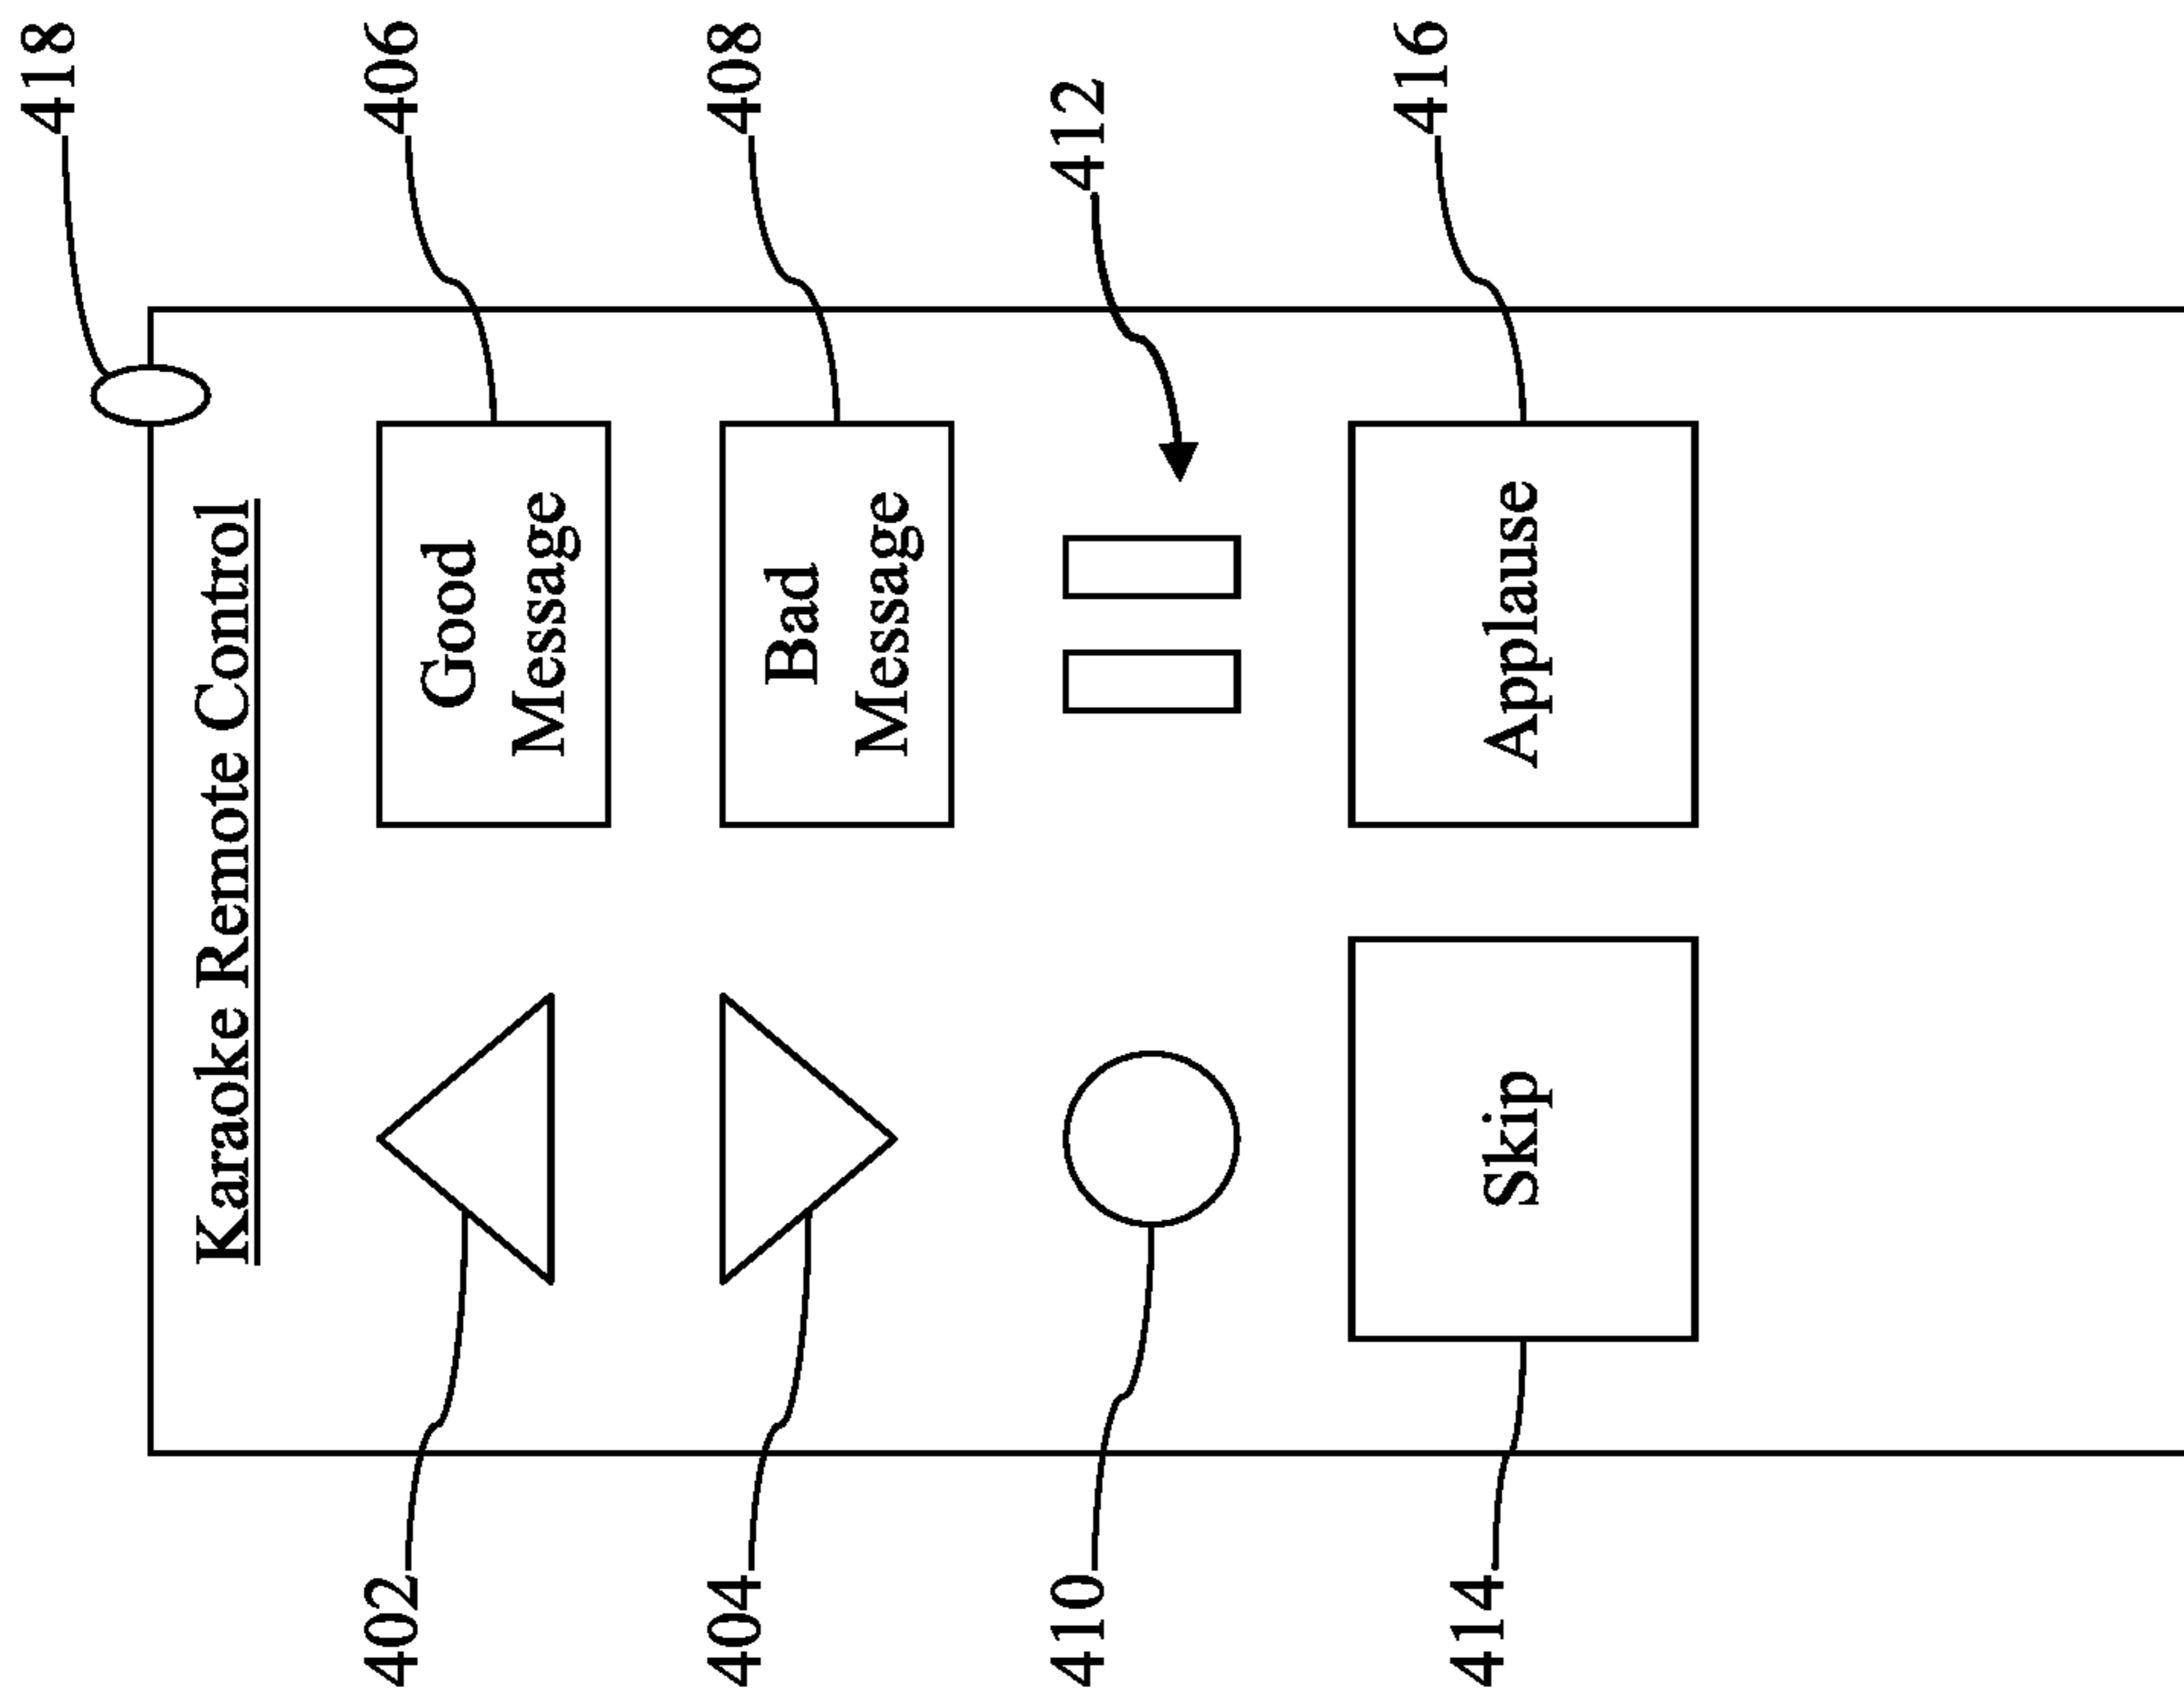 418
Karaoke Remote Control
402
Good
Message
406
404
Bad
Message
408
410
412
414
Skip
Applause
416